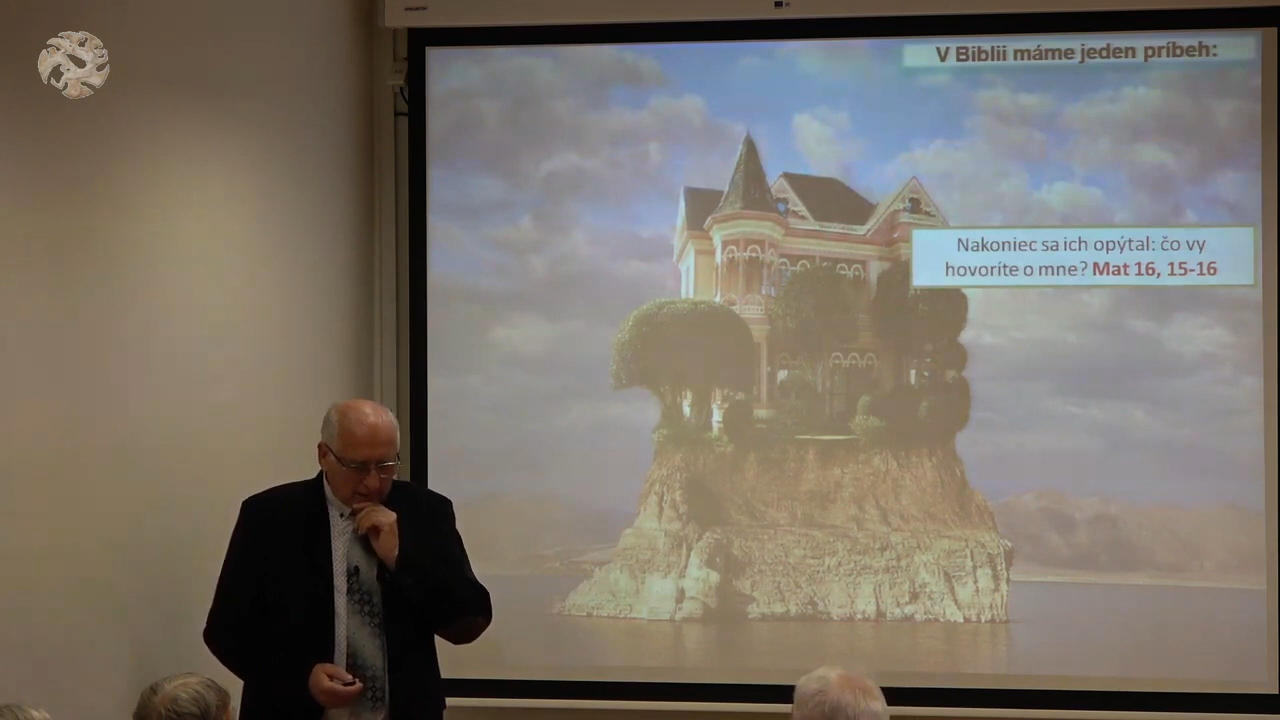 V Biblii máme jeden príbeh:
Nakoniec sa ich opýtal: čo vy
hovoríte o mne? Mat 16, 15-16